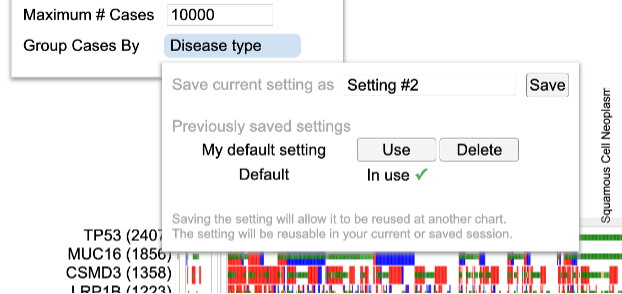 Maximum # Cases 10000
Group Cases By Disease type
Save current setting as Setting #2 Save
Previously saved settings
My default setting Use Delete
Default In use ✓
Saving the setting will allow it to be reused at another chart.
The setting will be reusable in your current or saved session.
Squamous Cell Neoplasm
TP53 (2407
MUC16 (1856)
CSMD3 (1358)
LRP1B (1223)